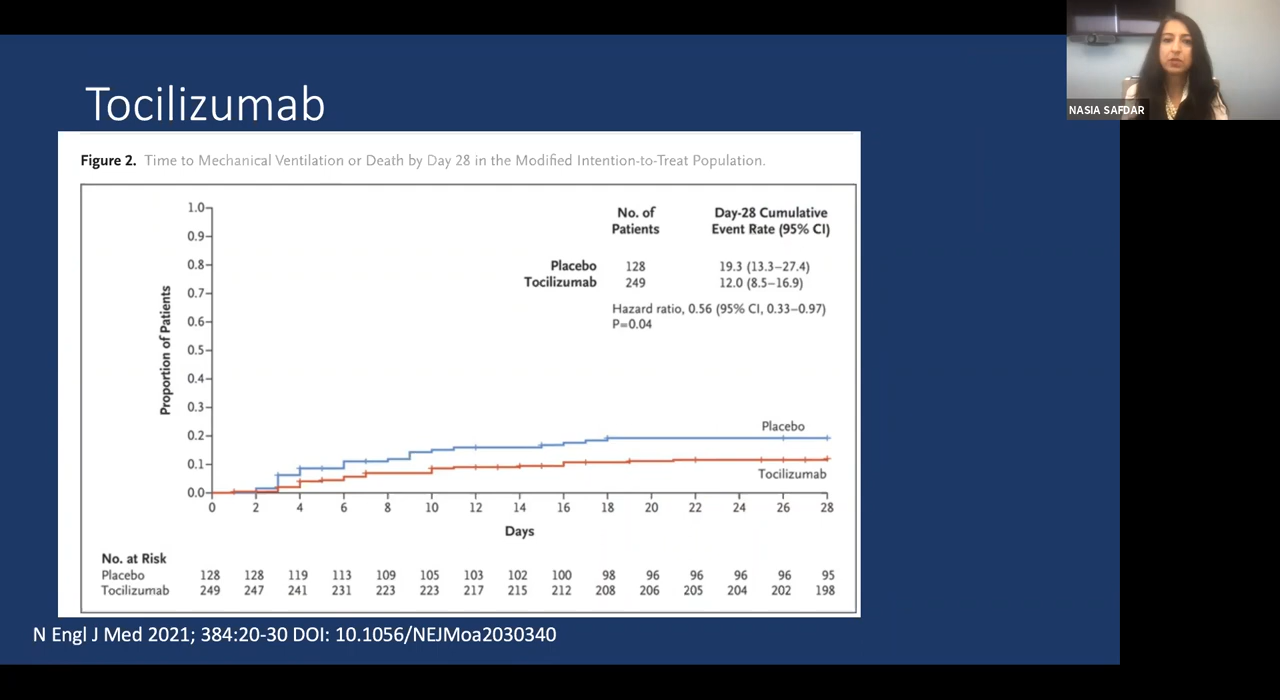 NASIA SAFDAR
Tocilizumab
Figure 2. Time to Mechanical Ventilation or Death by Day 28 in the Modified Intention-to-Treat Population.
No. of Patients Day-28 Cumulative Event Rate (95% CI)
Placebo 128 19.3 (13.3–27.4)
Tocilizumab 249 12.0 (8.5–16.9)
Hazard ratio, 0.56 (95% CI, 0.33–0.97)
P=0.04
Proportion of Patients
1.0
0.9
0.8
0.7
0.6
0.5
0.4
0.3
0.2
0.1
0.0
Placebo
Tocilizumab
0 2 4 6 8 10 12 14 16 18 20 22 24 26 28
Days
No. at Risk
Placebo 128 128 119 113 109 105 103 102 100 98 96 96 96 96 95
Tocilizumab 249 247 241 231 223 223 217 215 212 208 206 205 204 202 198
N Engl J Med 2021; 384:20-30 DOI: 10.1056/NEJMoa2030340